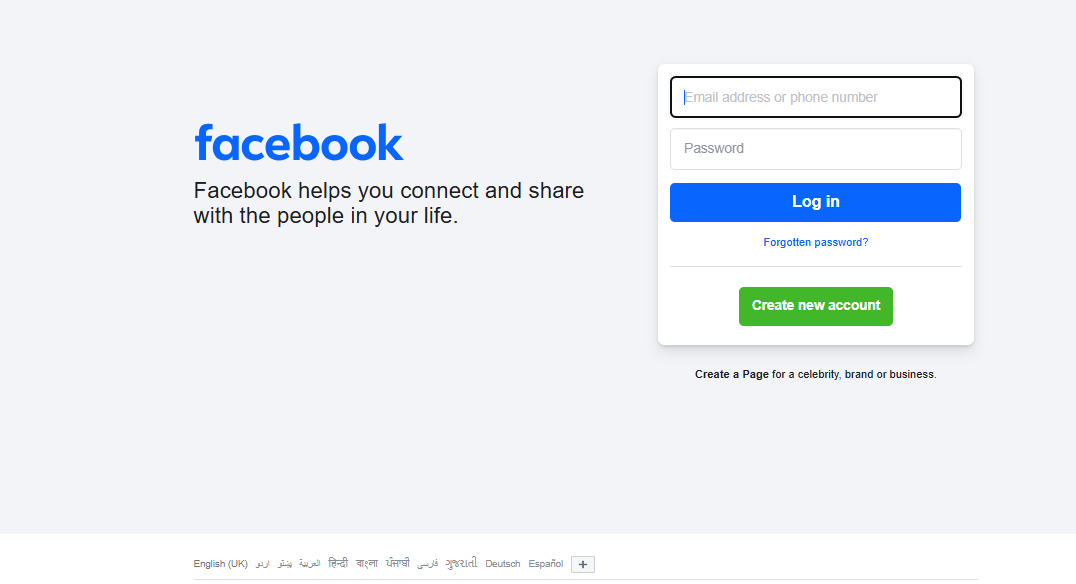 facebook
Facebook helps you connect and share
with the people in your life.
Email address or phone number
Password
Log in
Forgotten password?
Create new account
Create a Page for a celebrity, brand or business.
English (UK) اردو پښتو العربية हिन्दी বাংলা ਪੰਜਾਬੀ فارسی ગુજરાતી Deutsch Español +